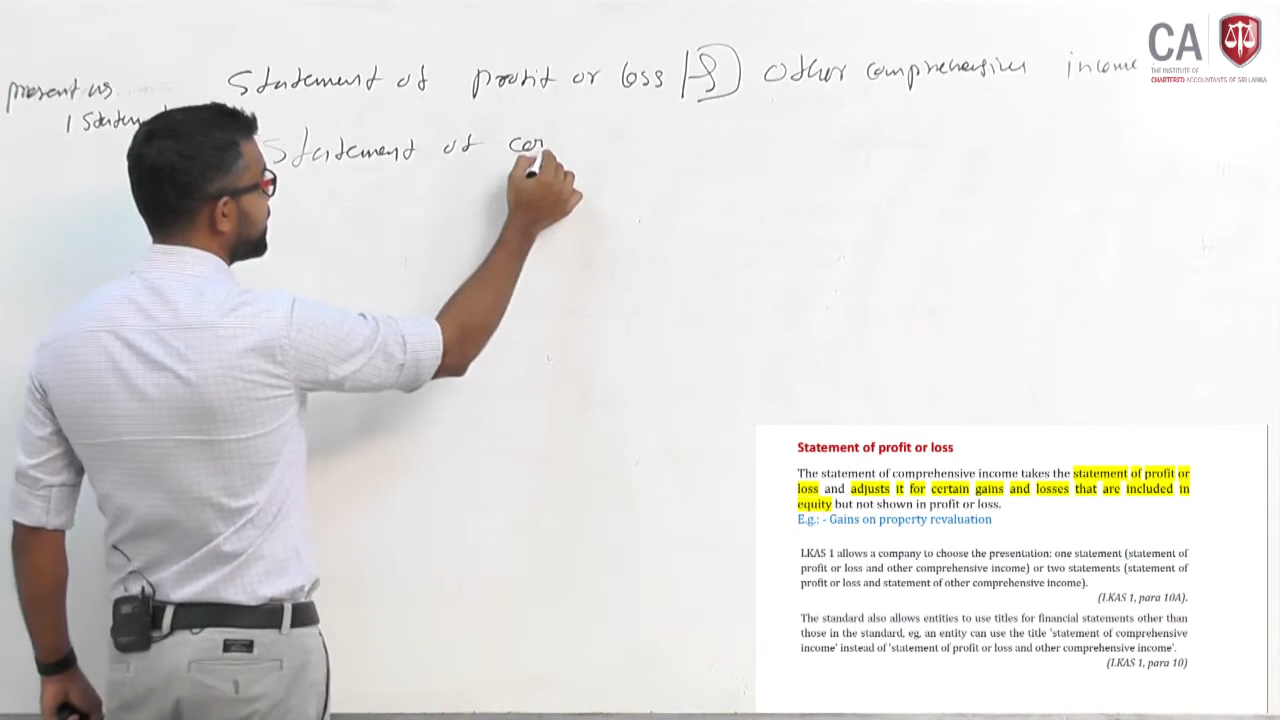 CA
THE INSTITUTE OF
CHARTERED ACCOUNTANTS OF SRI LANKA
Statement of profit or loss / & other comprehensive income
present as
1 Statem
Statement of com
Statement of profit or loss
The statement of comprehensive income takes the statement of profit or
loss and adjusts it for certain gains and losses that are included in
equity but not shown in profit or loss.
E.g.: - Gains on property revaluation
LKAS 1 allows a company to choose the presentation: one statement (statement of
profit or loss and other comprehensive income) or two statements (statement of
profit or loss and statement of other comprehensive income).
(LKAS 1, para 10A).
The standard also allows entities to use titles for financial statements other than
those in the standard, eg, an entity can use the title 'statement of comprehensive
income' instead of 'statement of profit or loss and other comprehensive income'.
(LKAS 1, para 10)